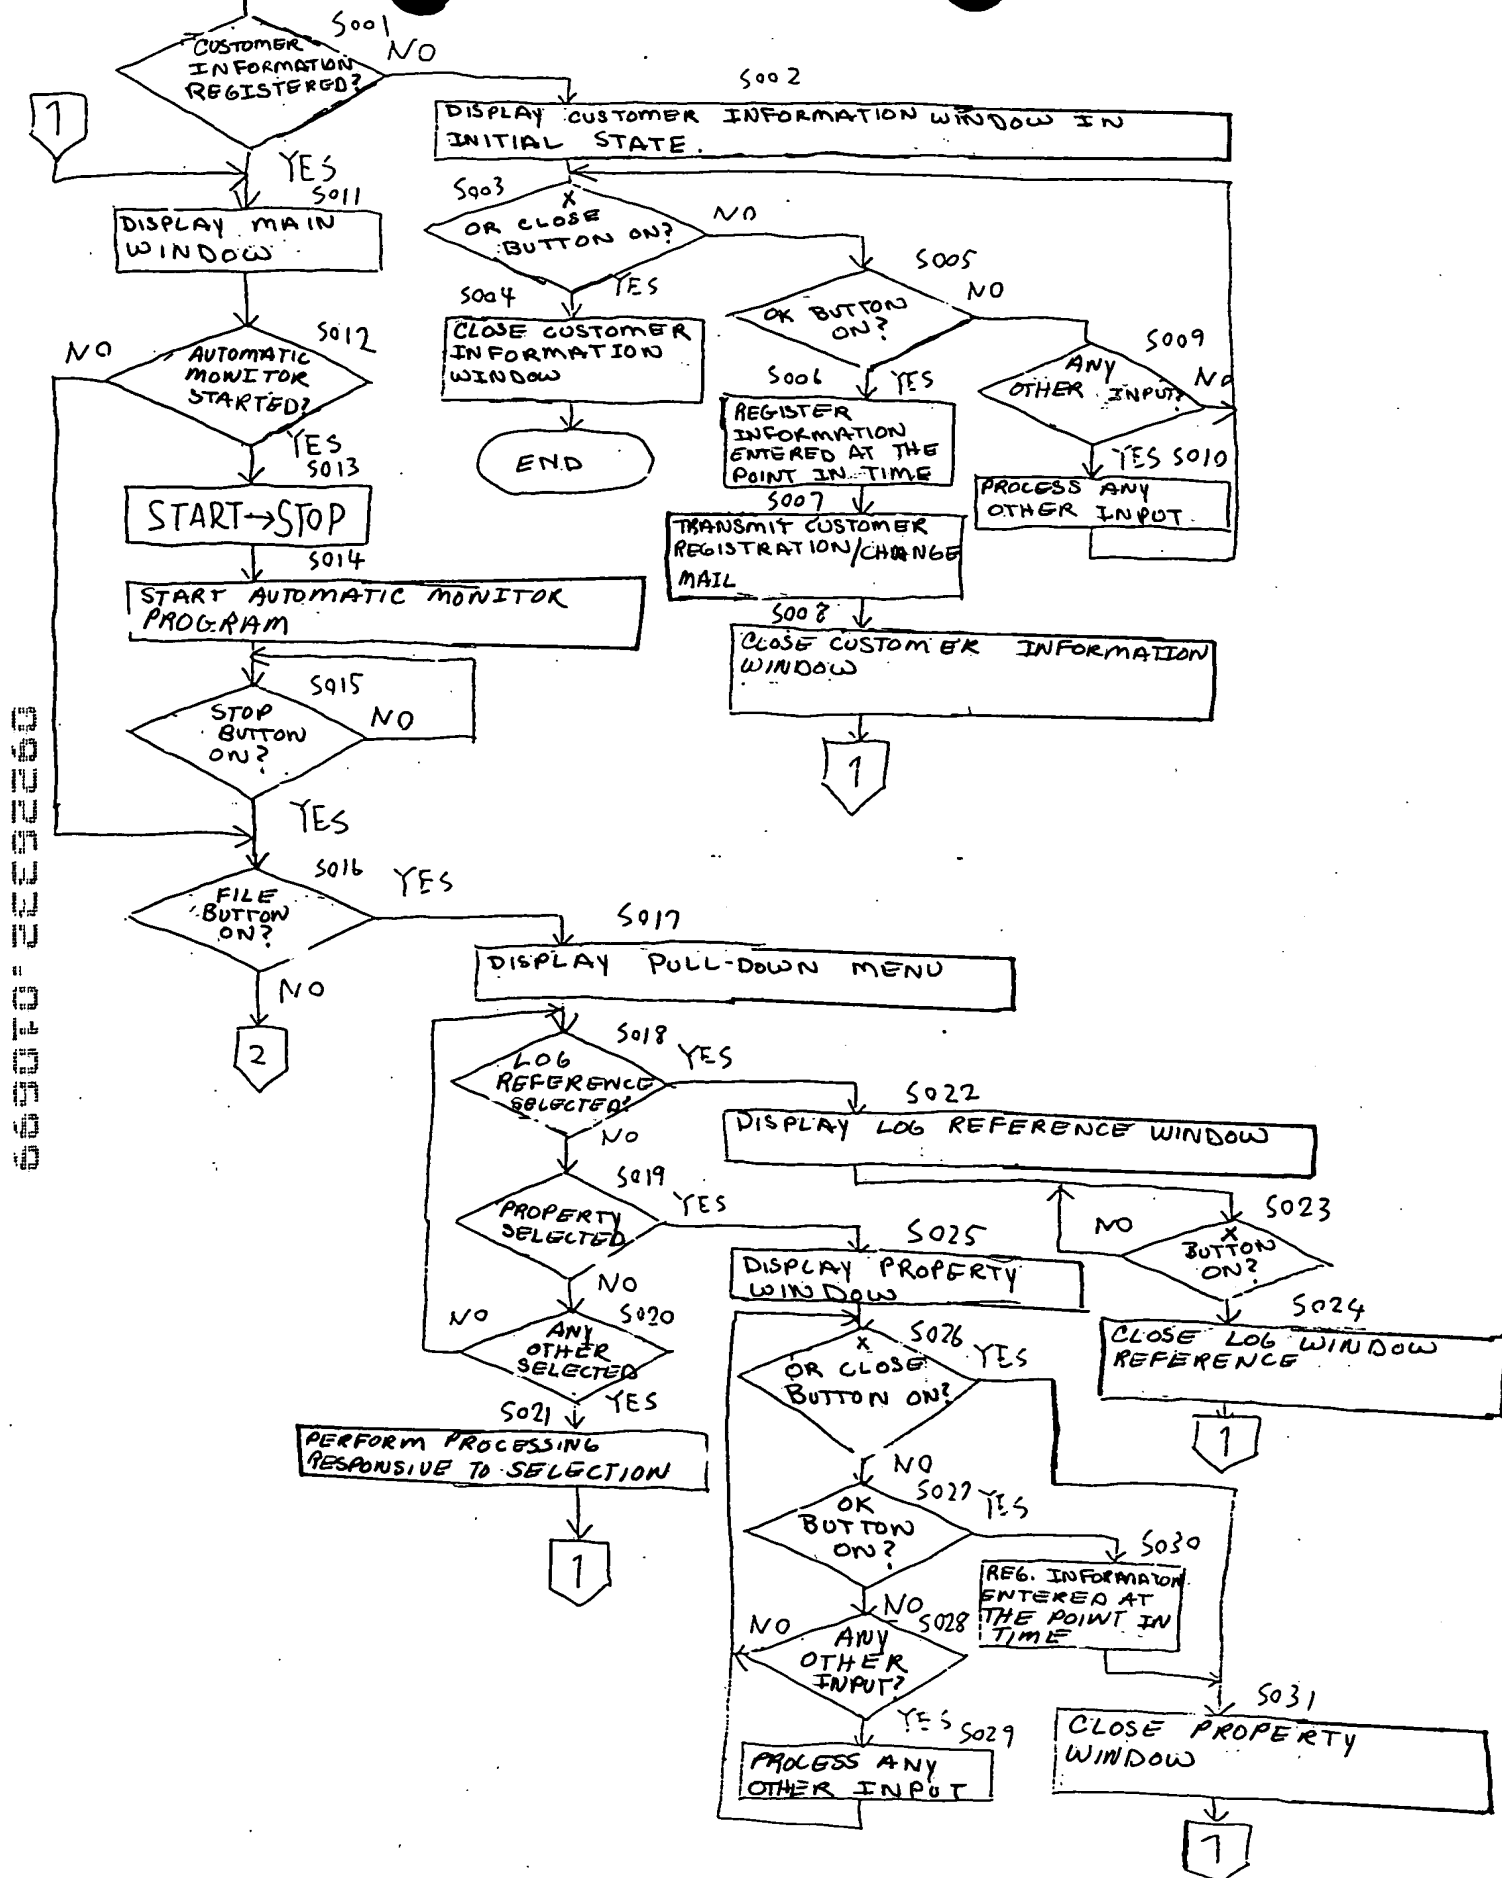 S001
CUSTOMER
INFORMATION
REGISTERED?
NO
1
YES
S002
DISPLAY CUSTOMER INFORMATION WINDOW IN
INITIAL STATE.
S011
DISPLAY MAIN
WINDOW
S003
X
OR CLOSE
BUTTON ON?
NO
YES
S004
CLOSE CUSTOMER
INFORMATION
WINDOW
END
S005
OK BUTTON
ON?
NO
YES
S006
REGISTER
INFORMATION
ENTERED AT THE
POINT IN TIME
S007
TRANSMIT CUSTOMER
REGISTRATION/CHANGE
MAIL
S008
CLOSE CUSTOMER INFORMATION
WINDOW
1
S009
ANY
OTHER INPUT?
NO
YES S010
PROCESS ANY
OTHER INPUT.
S012
NO
AUTOMATIC
MONITOR
STARTED?
YES
S013
START→STOP
S014
START AUTOMATIC MONITOR
PROGRAM
S015
STOP
BUTTON
ON?
NO
YES
S016
FILE
BUTTON
ON?
YES
NO
2
S017
DISPLAY PULL-DOWN MENU
S018
LOG
REFERENCE
SELECTED?
YES
NO
S019
PROPERTY
SELECTED
YES
NO
S020
NO
ANY
OTHER
SELECTED
YES
S021
PERFORM PROCESSING
RESPONSIVE TO SELECTION
1
S022
DISPLAY LOG REFERENCE WINDOW
S023
NO
X
BUTTON
ON?
S024
CLOSE LOG WINDOW
REFERENCE
1
S025
DISPLAY PROPERTY
WINDOW
S026
X
OR CLOSE
BUTTON ON?
YES
NO
S027
OK
BUTTON
ON?
YES
NO
S030
REG. INFORMATON
ENTERED AT
THE POINT IN
TIME
S028
NO
ANY
OTHER
INPUT?
YES
S029
PROCESS ANY
OTHER INPUT
S031
CLOSE PROPERTY
WINDOW
1